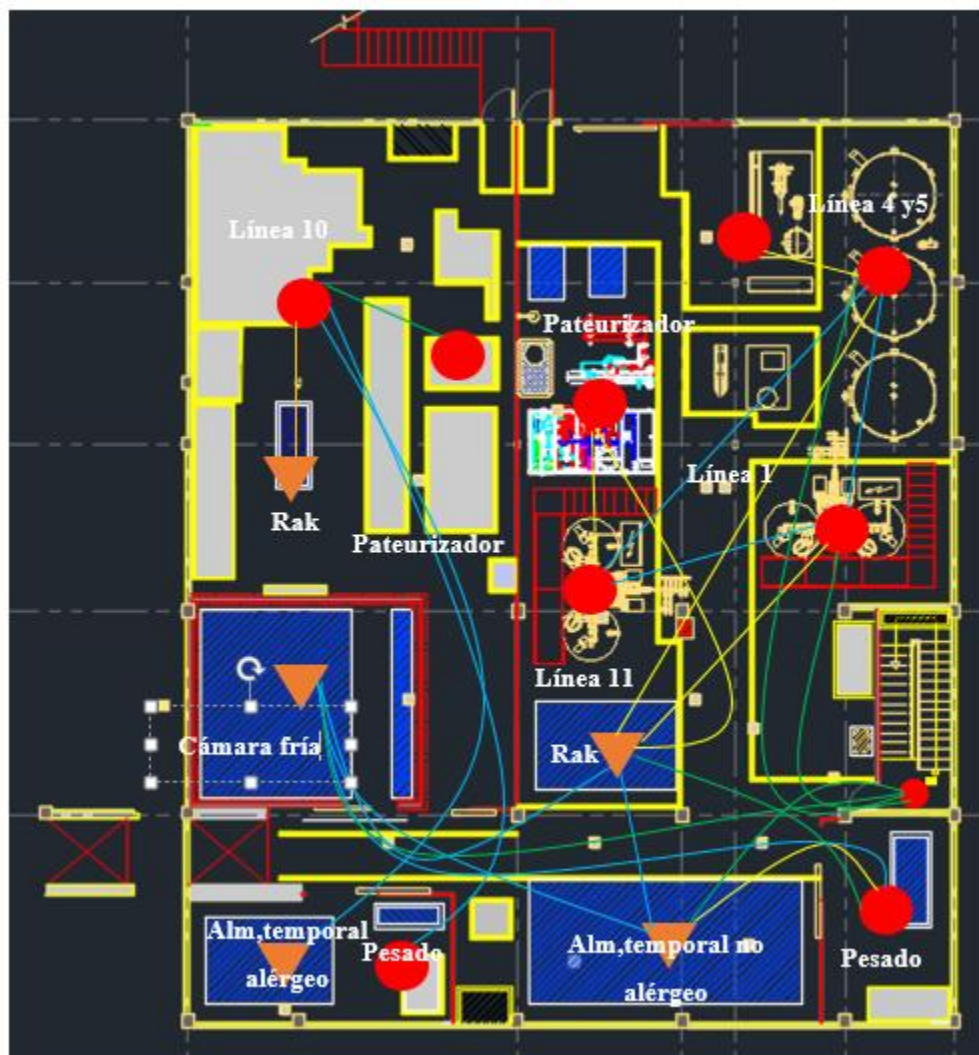 Línea 10
Línea 4 y5
Pateurizador
Línea 1
Rak
Pateurizador
Línea 11
Cámara fría
Rak
Alm,temporal
alérgeo
Pesado
Alm,temporal no
alérgeo
Pesado